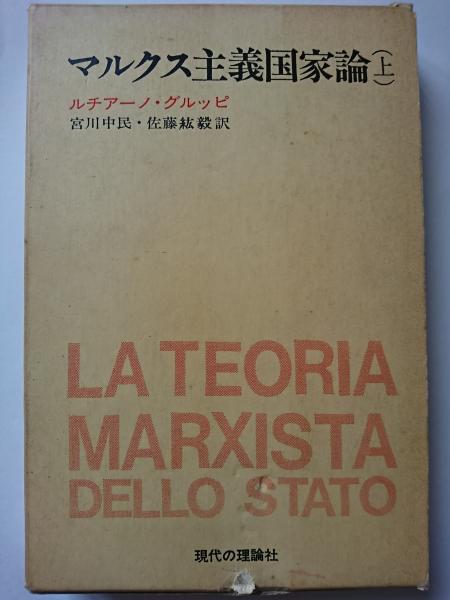 マルクス主義国家論(上)
ルチアーノ・グルッピ
宮川中民・佐藤紘毅訳
LA TEORIA
MARXISTA
DELLO STATO
現代の理論社